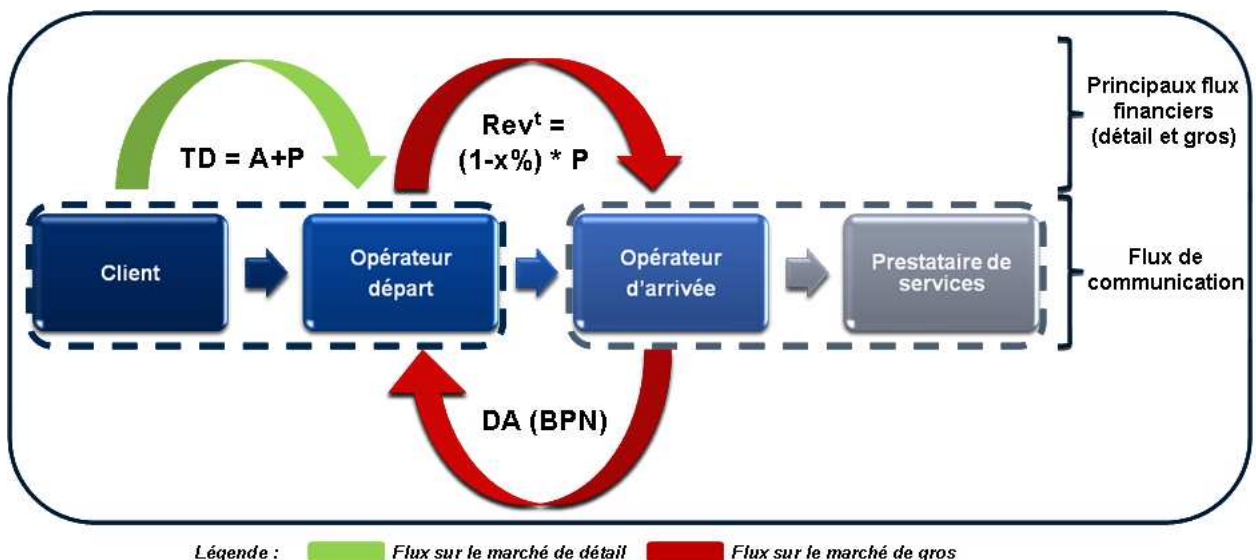 Principaux flux
financiers
(détail et gros)
TD = A+P
Revᵗ =
(1-x%) * P
Client
Opérateur
départ
Opérateur
d'arrivée
Prestataire de
services
Flux de
communication
DA (BPN)
Légende :
Flux sur le marché de détail
Flux sur le marché de gros